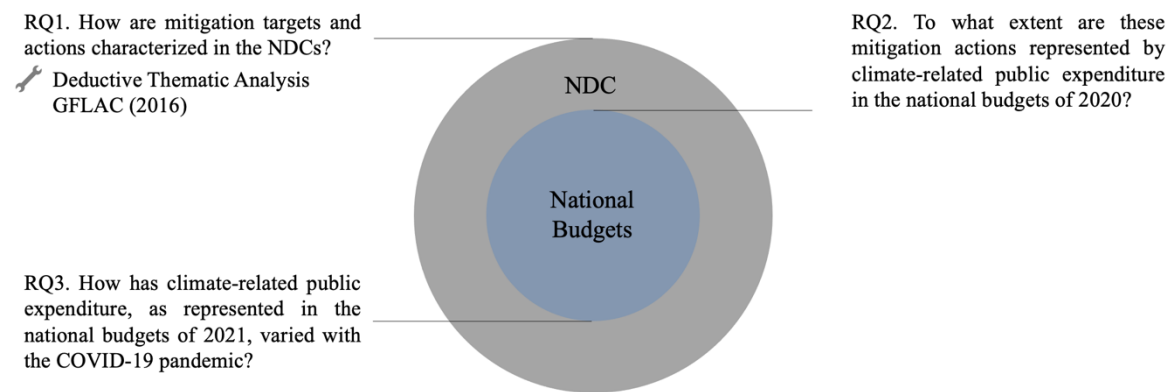 RQ1. How are mitigation targets and
actions characterized in the NDCs?
Deductive Thematic Analysis
GFLAC (2016)
RQ2. To what extent are these
mitigation actions represented by
climate-related public expenditure
in the national budgets of 2020?
NDC
National
Budgets
RQ3. How has climate-related public
expenditure, as represented in the
national budgets of 2021, varied with
the COVID-19 pandemic?